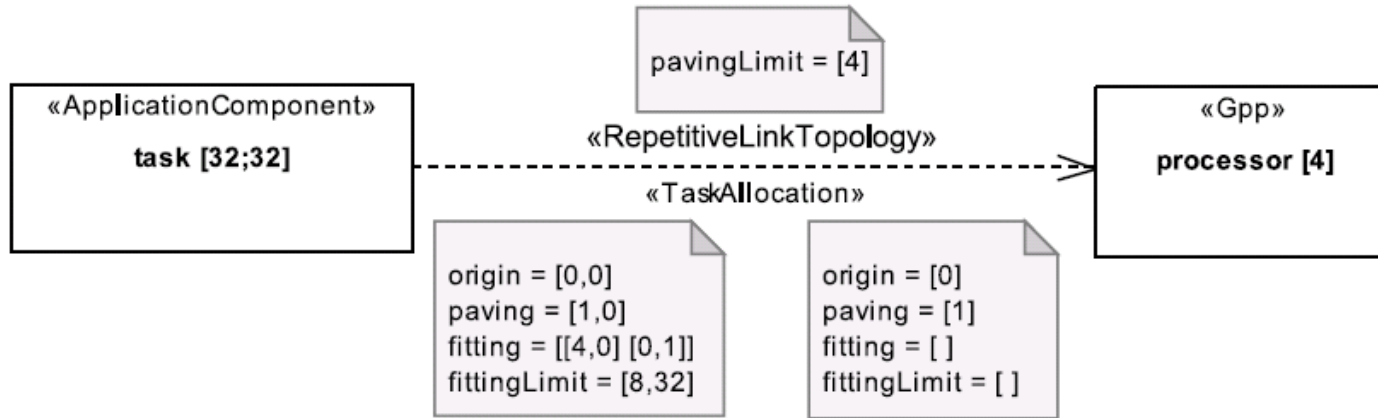 pavingLimit = [4]
«ApplicationComponent»
task [32;32]
«RepetitiveLinkTopology»
«TaskAllocation»
«Gpp»
processor [4]
origin = [0,0]
paving = [1,0]
fitting = [[4,0] [0,1]]
fittingLimit = [8,32]
origin = [0]
paving = [1]
fitting = [ ]
fittingLimit = [ ]